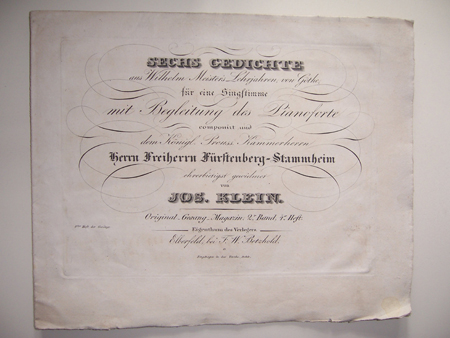 SECHS GEDICHTE
aus Wilhelm Meisters Lehrjahren, von Göthe,
für eine Singstimme
mit Begleitung des Pianoforte
componirt und
dem Königl. Preuss. Kammerherrn
Herrn Freiherrn Fürstenberg-Stammheim
ehrerbietigst gewidmet
von
JOS. KLEIN.
Original-Gesang-Magazin. 2r Band. 4s Heft.
Eigenthum des Verlegers
Elberfeld, bei F. W. Betzhold.